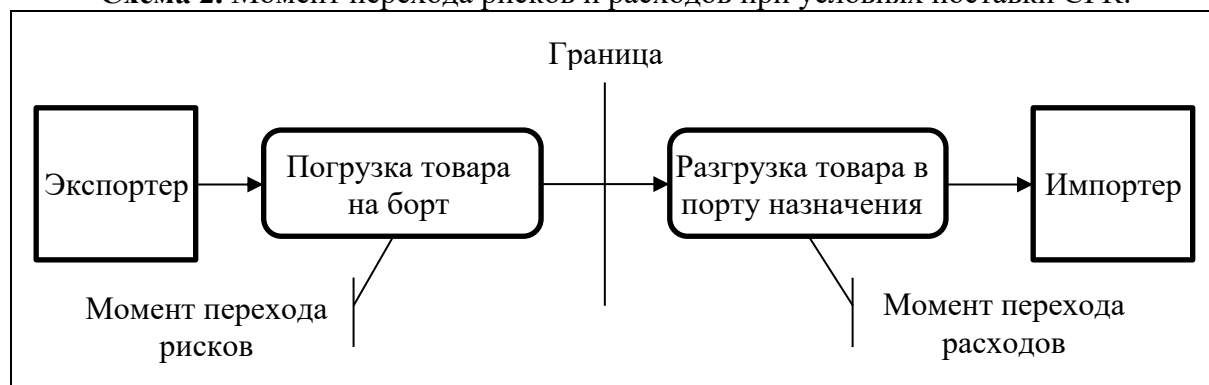 Схема 2. Момент перехода рисков и расходов при условиях поставки CFR.
Граница
Экспортер
Погрузка товара
на борт
Разгрузка товара в
порту назначения
Импортер
Момент перехода
рисков
Момент перехода
расходов